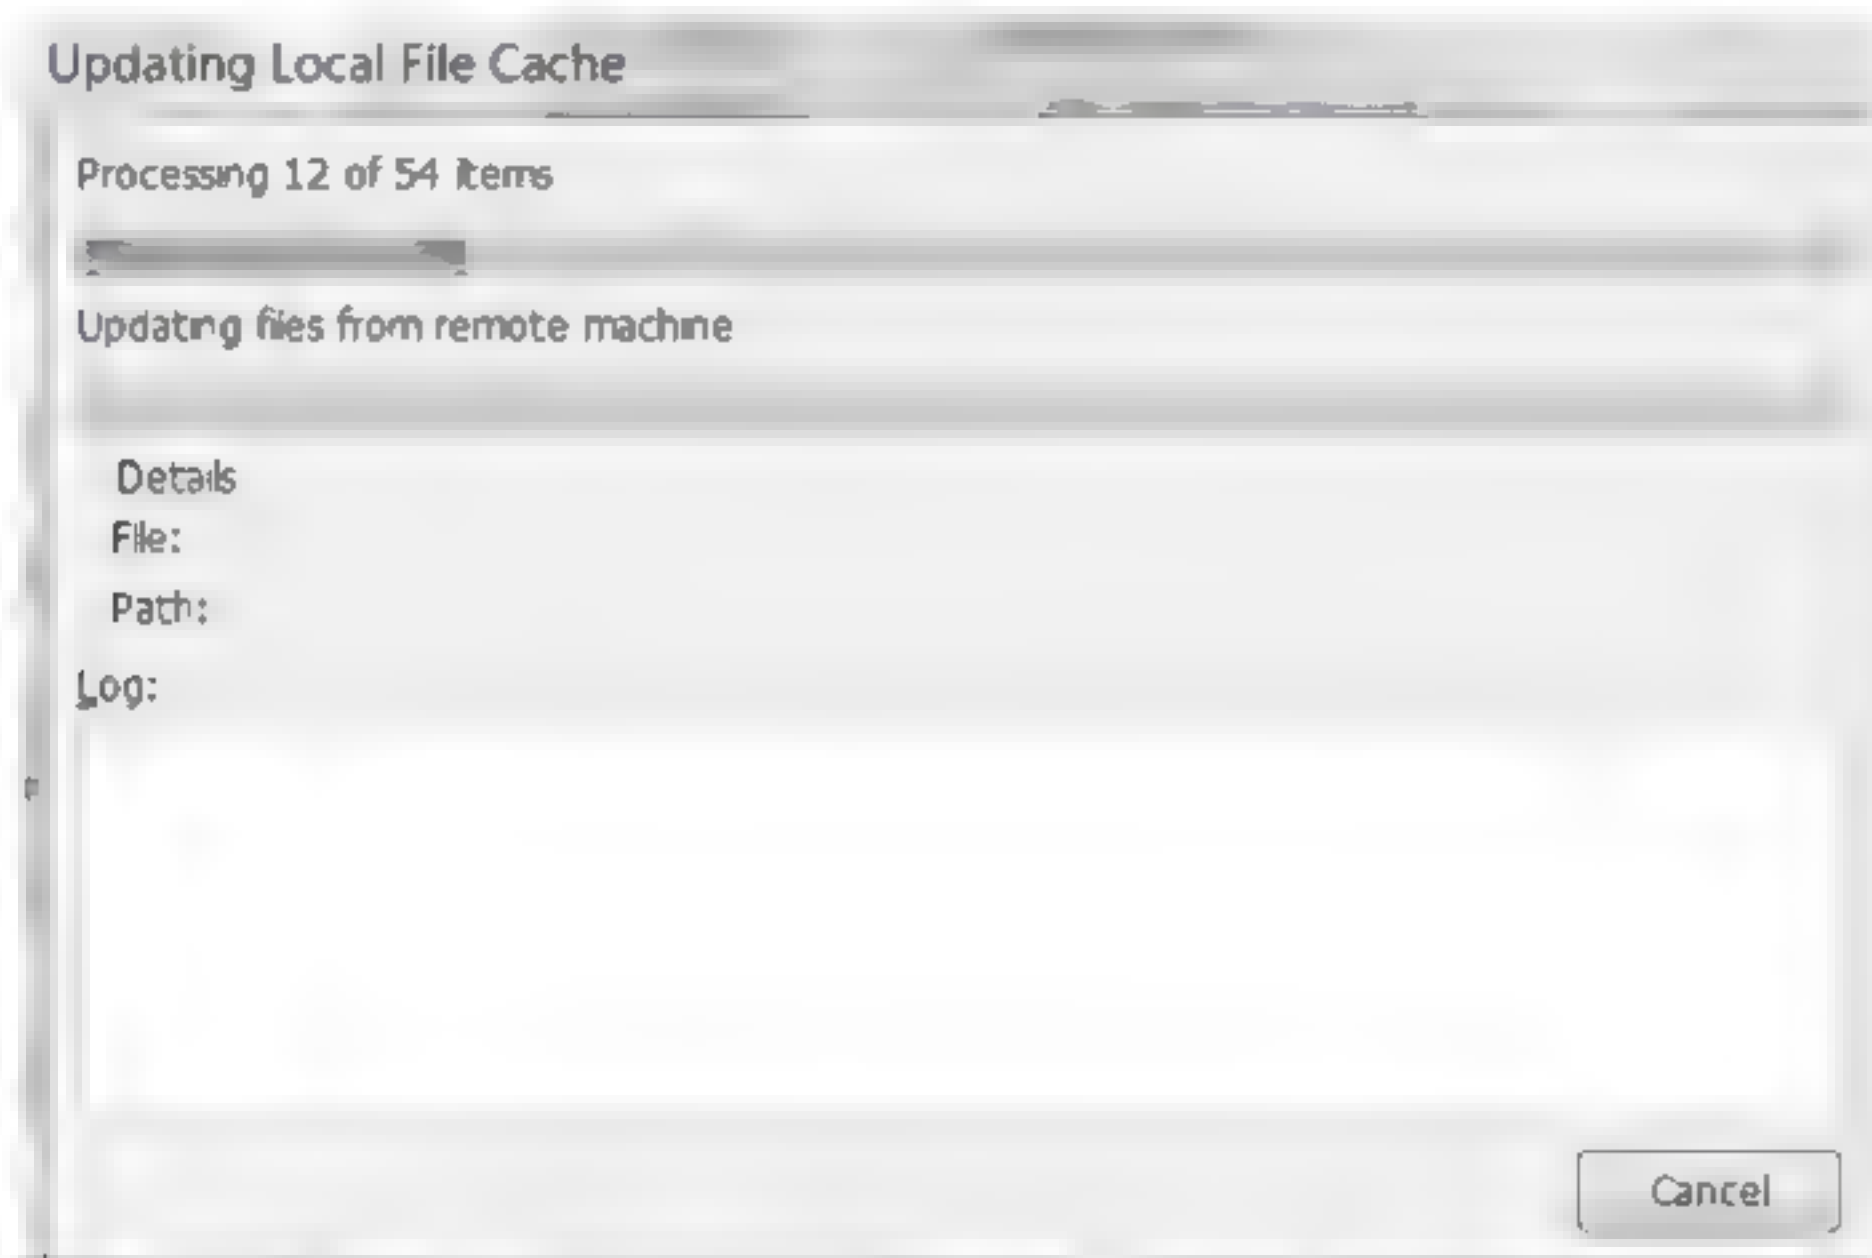 Updating Local File Cache
Processing 12 of 54 items
Updating files from remote machine
Details
File:
Path:
Log:
Cancel